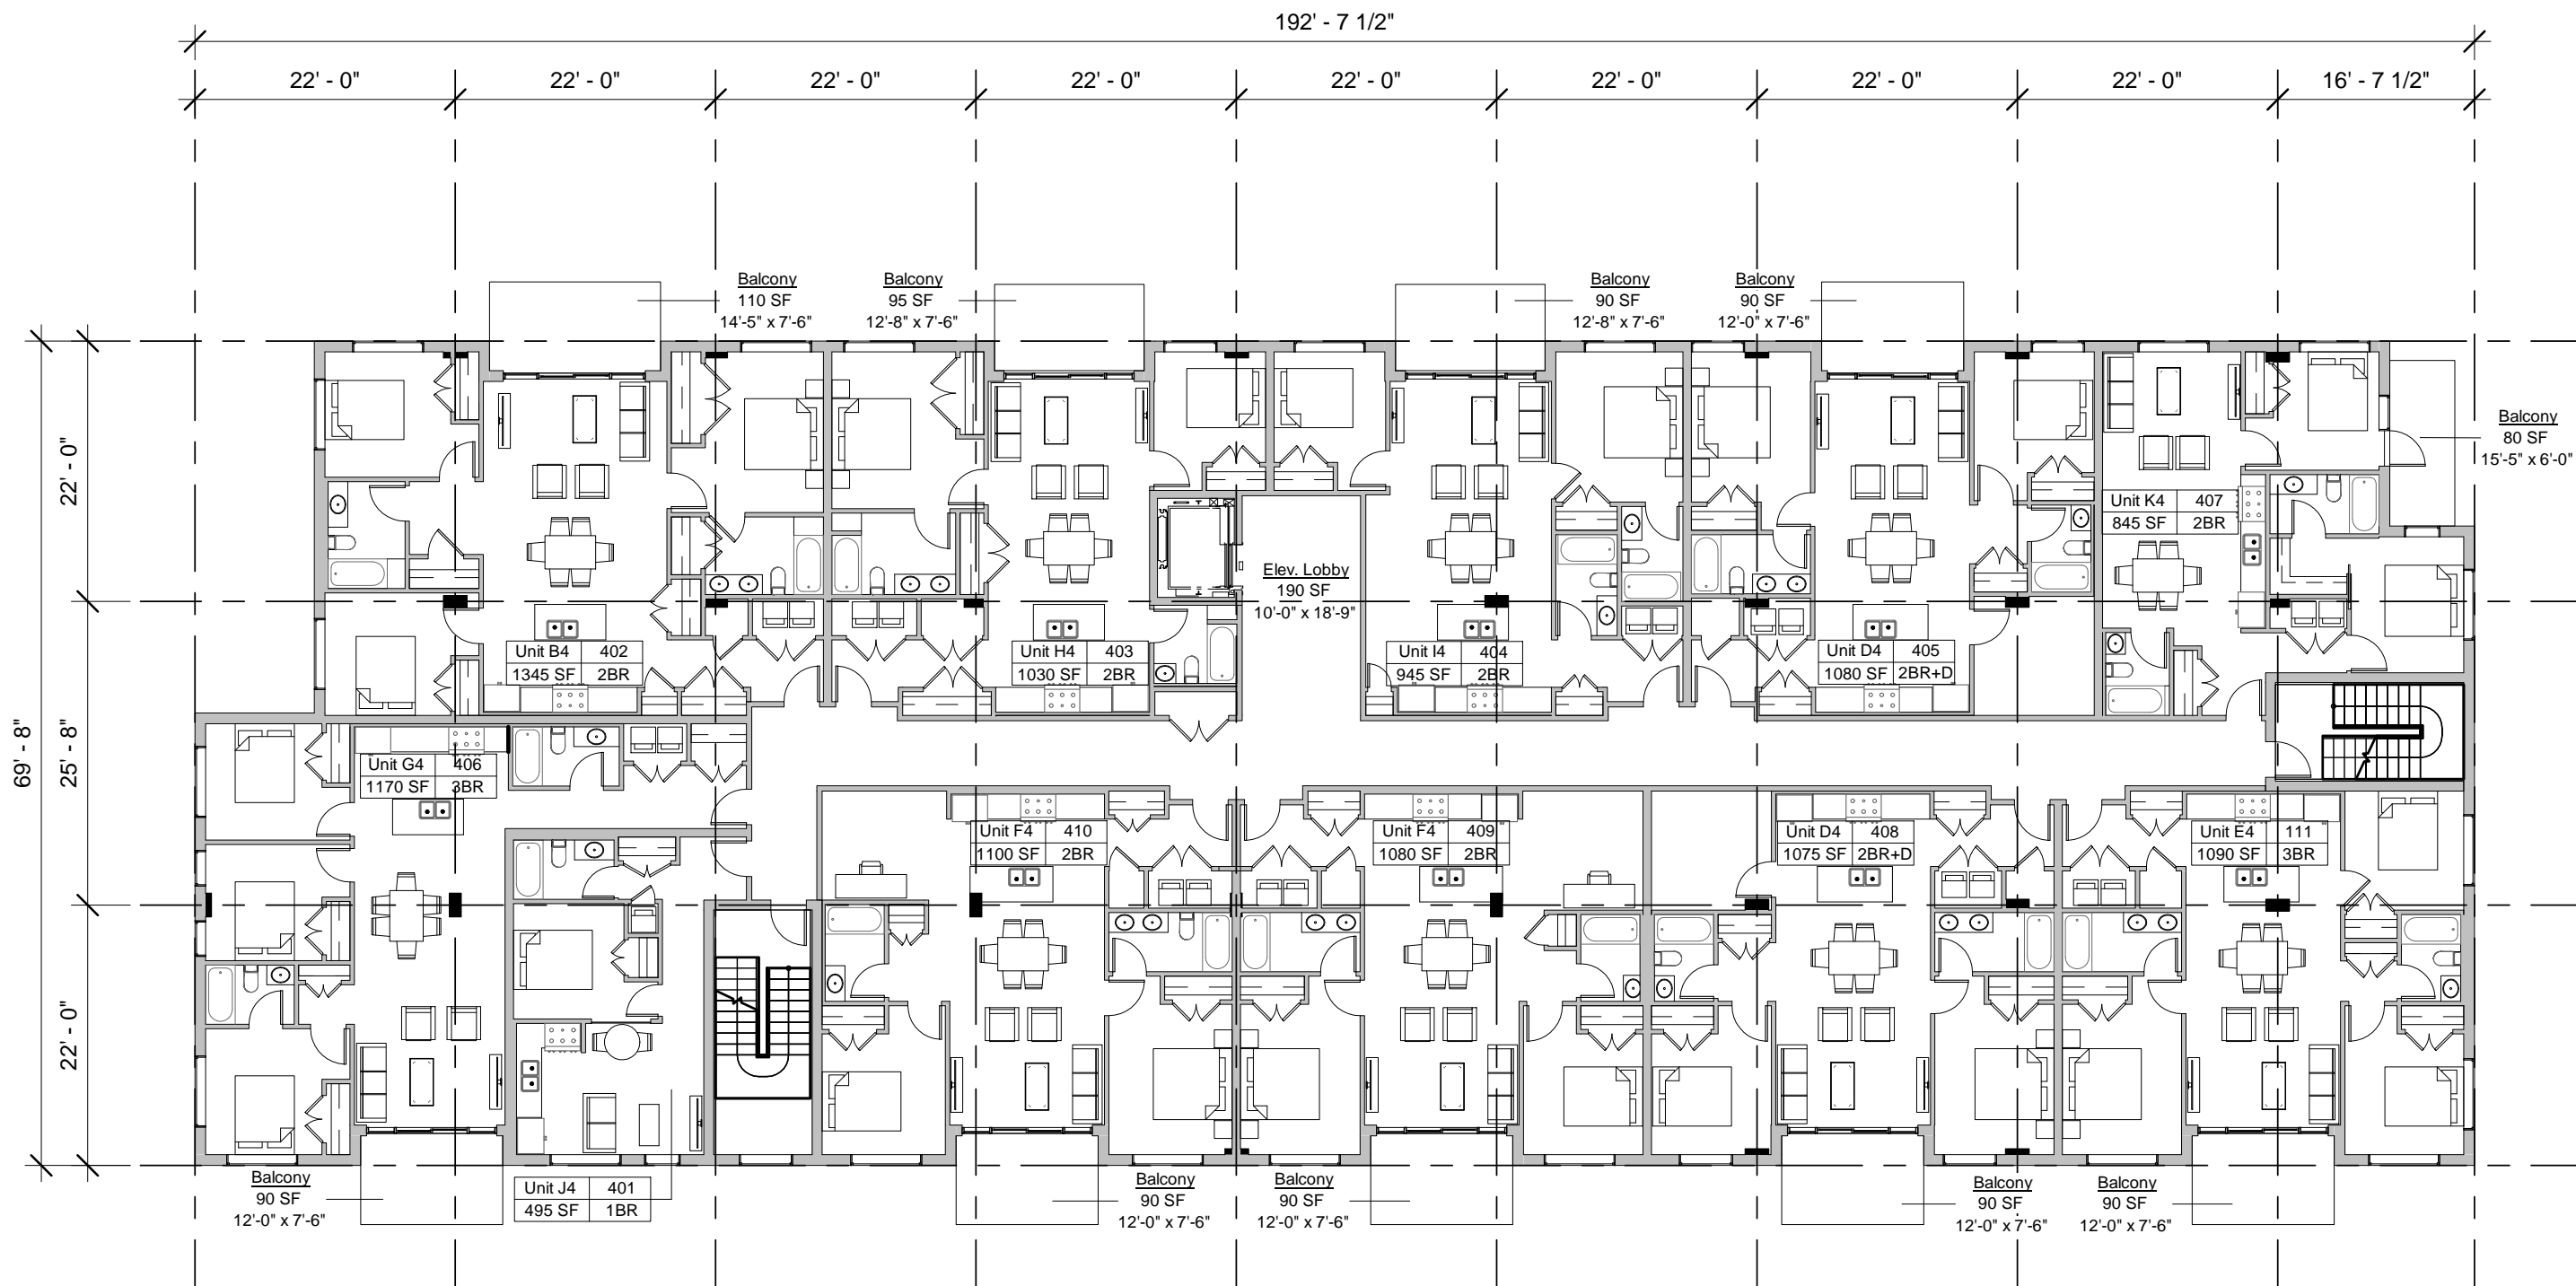 192' - 7 1/2"
22' - 0" 22' - 0" 22' - 0" 22' - 0" 22' - 0" 22' - 0" 22' - 0" 22' - 0" 16' - 7 1/2"
Balcony
110 SF
14'-5" x 7'-6"
Balcony
95 SF
12'-8" x 7'-6"
Balcony
90 SF
12'-8" x 7'-6"
Balcony
90 SF
12'-0" x 7'-6"
Balcony
80 SF
15'-5" x 6'-0"
69' - 8"
22' - 0"
25' - 8"
22' - 0"
Unit K4 407
845 SF 2BR
Elev. Lobby
190 SF
10'-0" x 18'-9"
Unit B4 402
1345 SF 2BR
Unit H4 403
1030 SF 2BR
Unit I4 404
945 SF 2BR
Unit D4 405
1080 SF 2BR+D
Unit G4 406
1170 SF 3BR
Unit F4 410
1100 SF 2BR
Unit F4 409
1080 SF 2BR
Unit D4 408
1075 SF 2BR+D
Unit E4 111
1090 SF 3BR
Balcony
90 SF
12'-0" x 7'-6"
Unit J4 401
495 SF 1BR
Balcony
90 SF
12'-0" x 7'-6"
Balcony
90 SF
12'-0" x 7'-6"
Balcony
90 SF
12'-0" x 7'-6"
Balcony
90 SF
12'-0" x 7'-6"